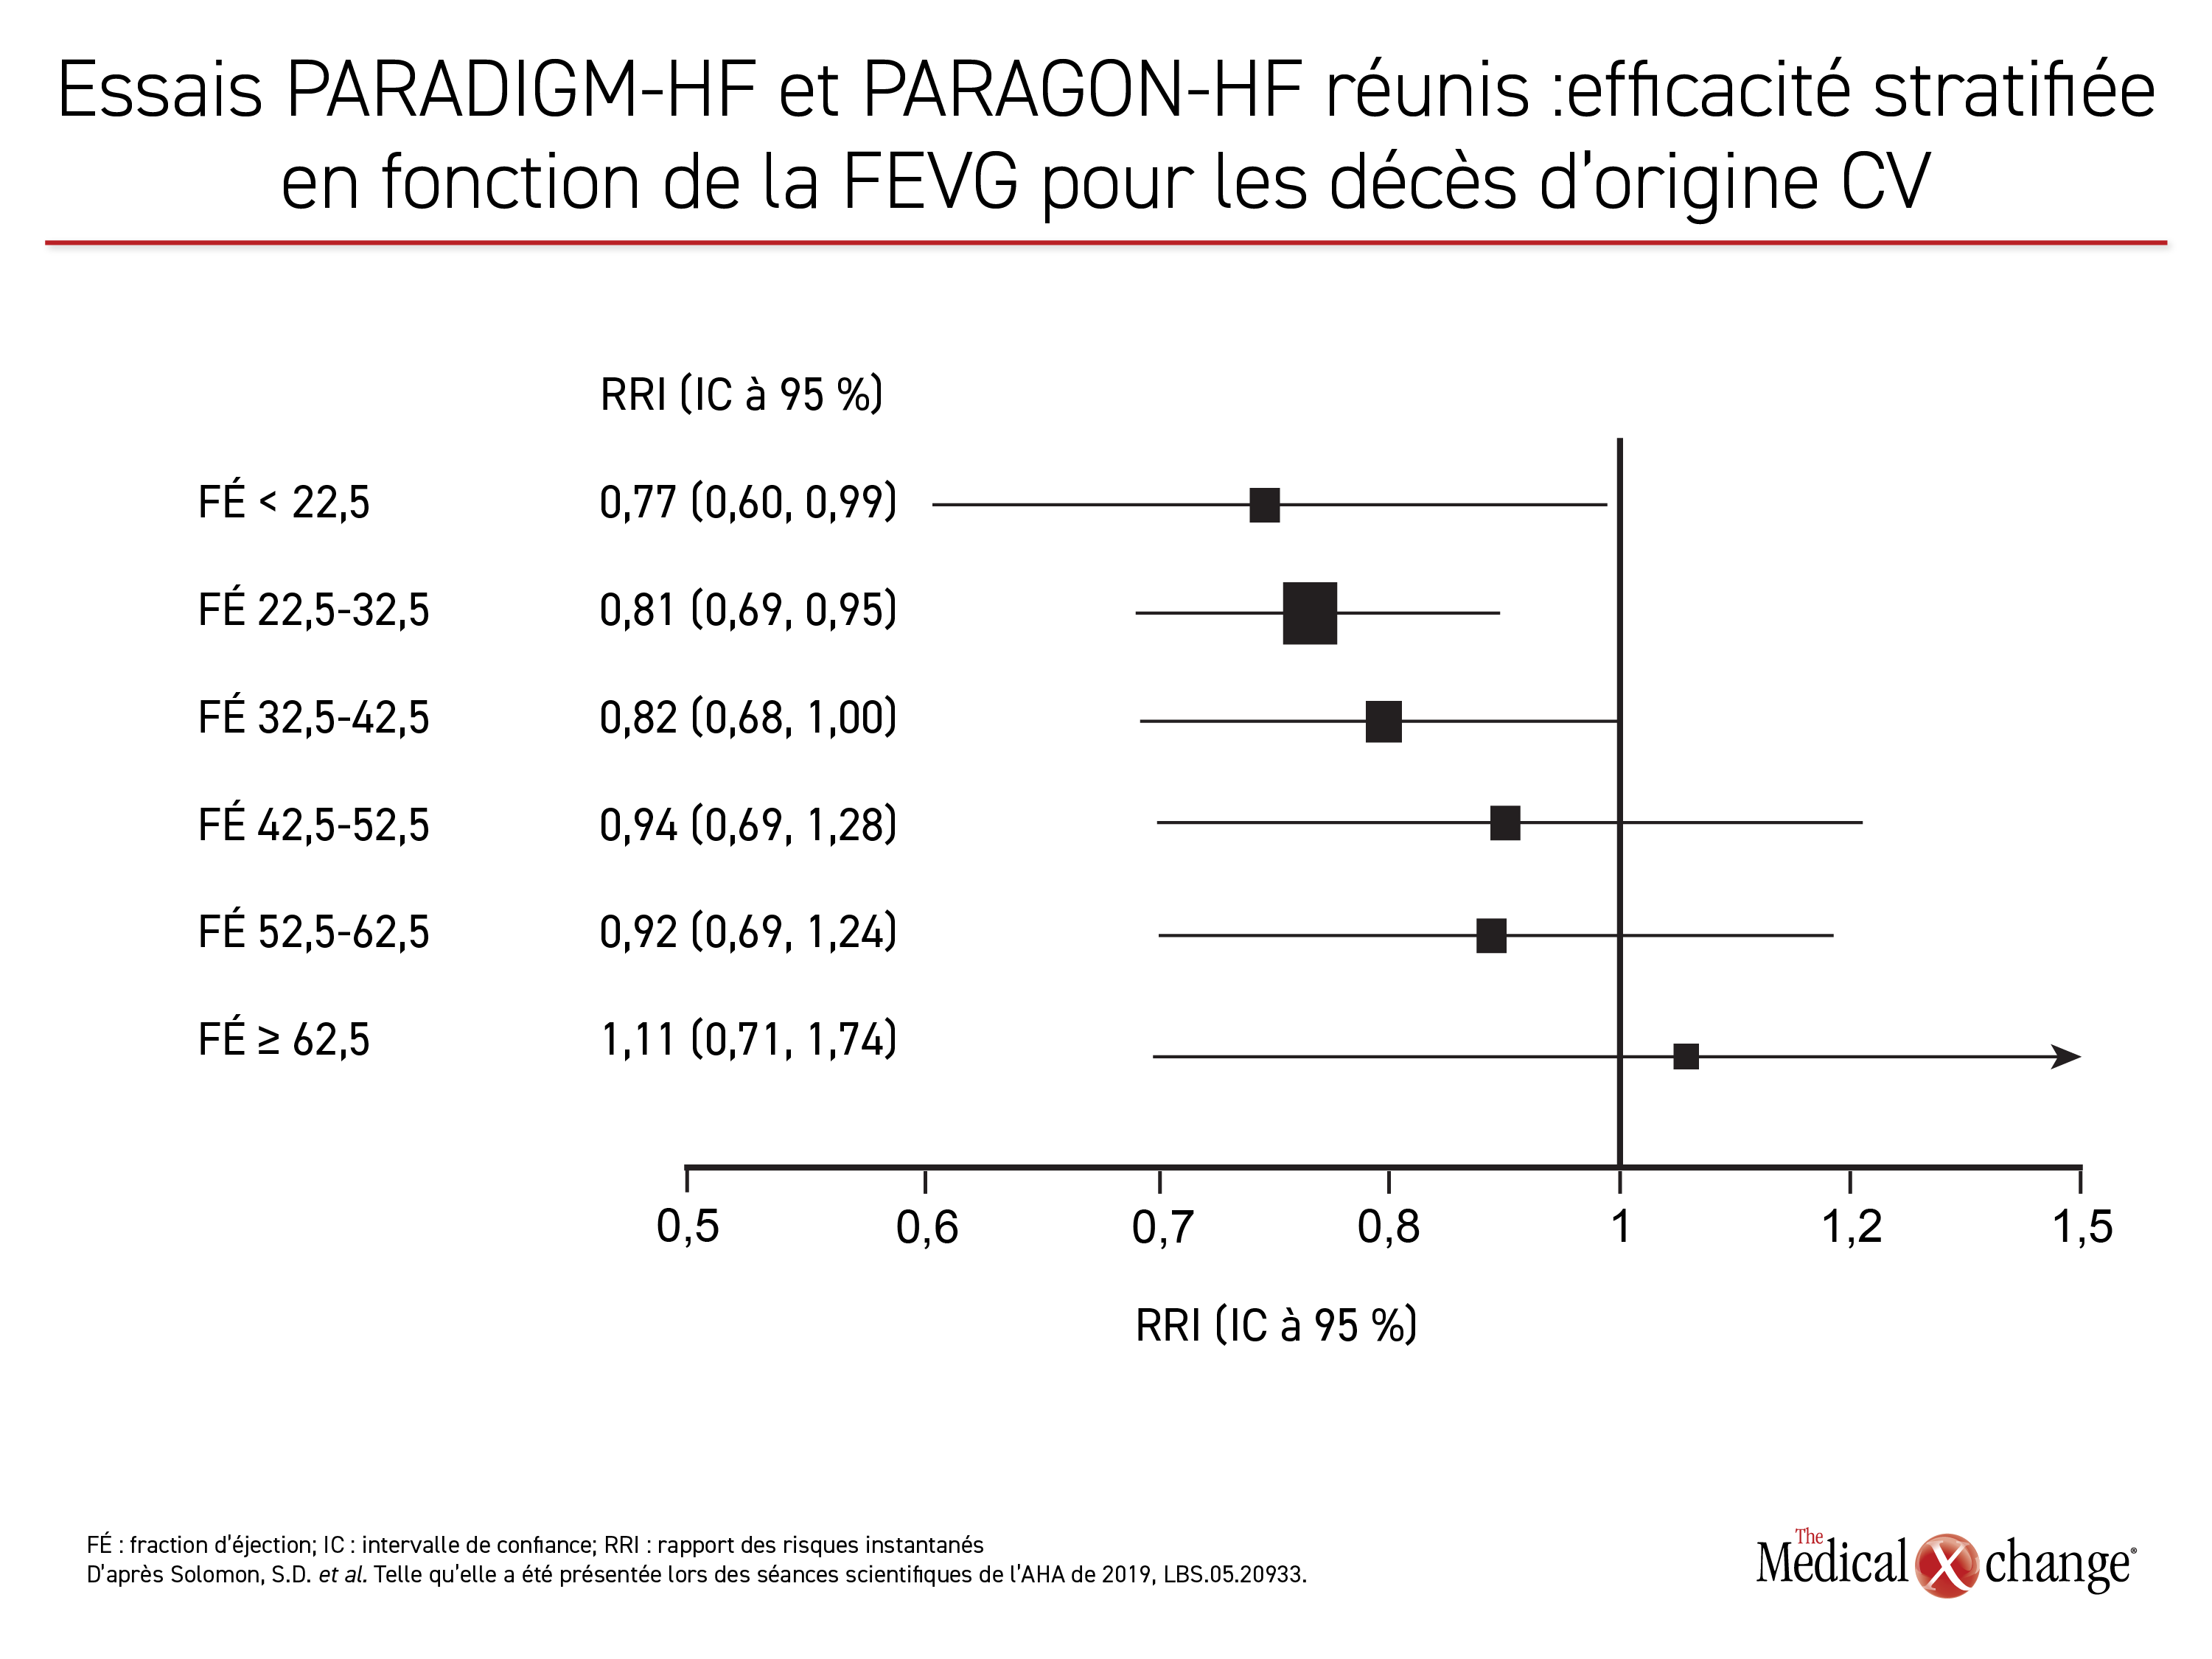 Essais PARADIGM-HF et PARAGON-HF réunis :efficacité stratifiée
en fonction de la FEVG pour les décès d'origine CV
RRI (IC à 95 %)
FÉ < 22,5 0,77 (0,60, 0,99)
FÉ 22,5-32,5 0,81 (0,69, 0,95)
FÉ 32,5-42,5 0,82 (0,68, 1,00)
FÉ 42,5-52,5 0,94 (0,69, 1,28)
FÉ 52,5-62,5 0,92 (0,69, 1,24)
FÉ ≥ 62,5 1,11 (0,71, 1,74)
0,5 0,6 0,7 0,8 1 1,2 1,5
RRI (IC à 95 %)
FÉ : fraction d'éjection; IC : intervalle de confiance; RRI : rapport des risques instantanés
D'après Solomon, S.D. et al. Telle qu'elle a été présentée lors des séances scientifiques de l'AHA de 2019, LBS.05.20933.
The
Medical Xchange®